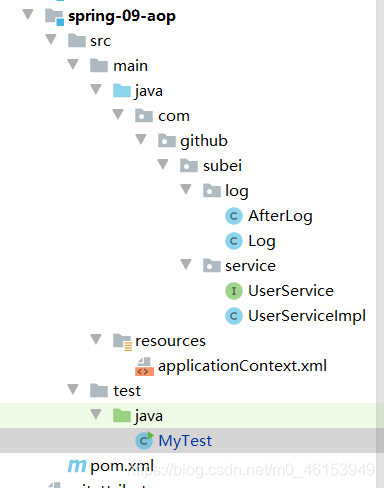 spring-09-aop
src
main
java
com
github
subei
log
C AfterLog
C Log
service
I UserService
C UserServiceImpl
resources
applicationContext.xml
test
java
C MyTest
m pom.xml
https://blog.csdn.net/m0_46153949